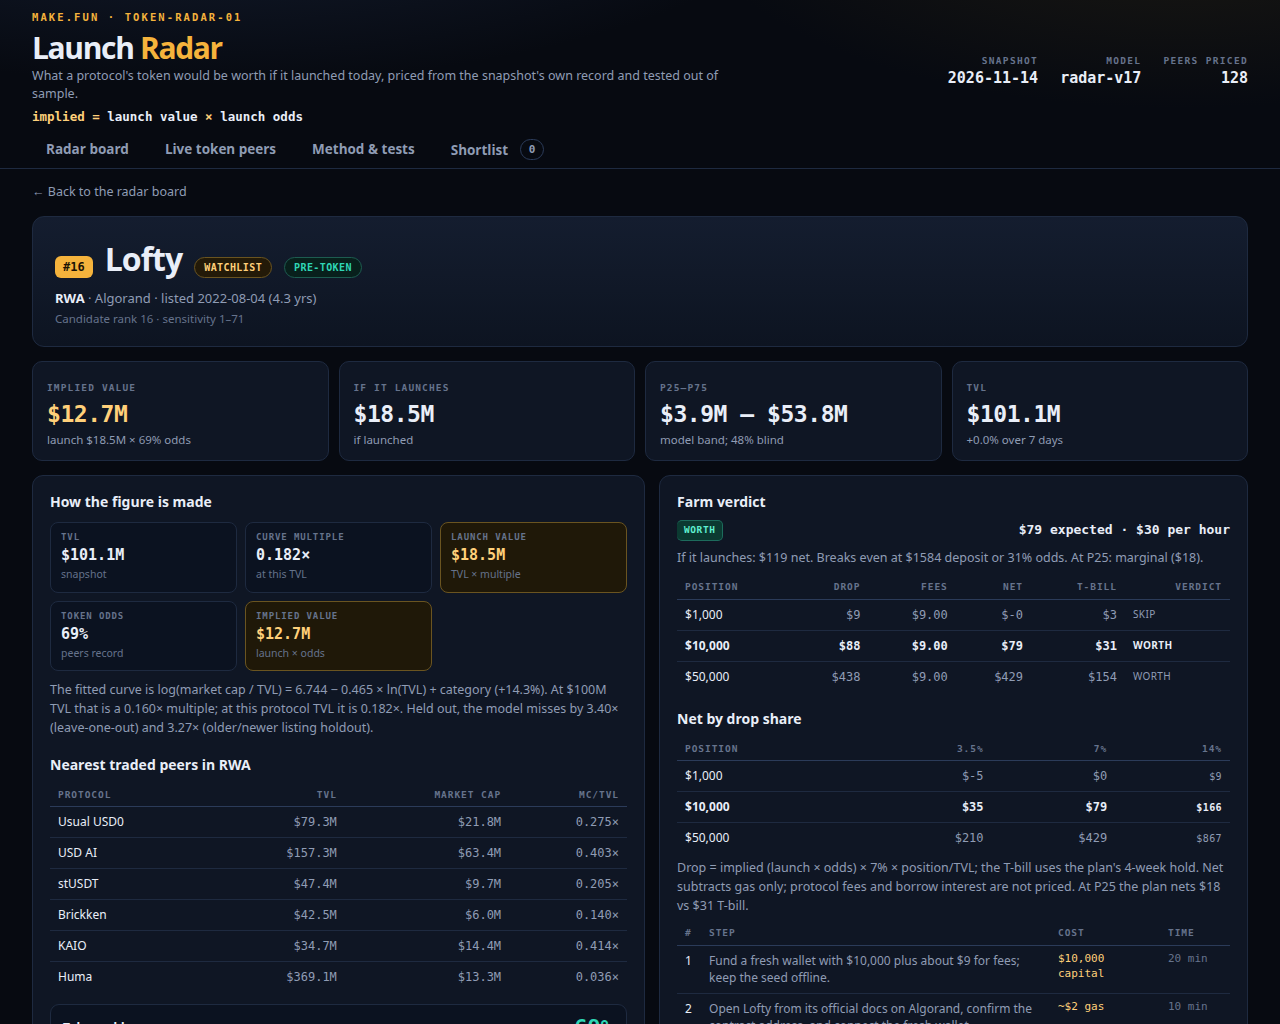 MAKE.FUN · TOKEN-RADAR-01
Launch Radar
What a protocol's token would be worth if it launched today, priced from the snapshot's own record and tested out of
sample.
implied = launch value × launch odds
SNAPSHOT
2026-11-14
MODEL
radar-v17
PEERS PRICED
128
Radar board
Live token peers
Method & tests
Shortlist 0
← Back to the radar board
#16 Lofty WATCHLIST PRE-TOKEN
RWA · Algorand · listed 2022-08-04 (4.3 yrs)
Candidate rank 16 · sensitivity 1–71
IMPLIED VALUE
$12.7M
launch $18.5M × 69% odds
IF IT LAUNCHES
$18.5M
if launched
P25–P75
$3.9M — $53.8M
model band; 48% blind
TVL
$101.1M
+0.0% over 7 days
How the figure is made
TVL
$101.1M
snapshot
CURVE MULTIPLE
0.182×
at this TVL
LAUNCH VALUE
$18.5M
TVL × multiple
TOKEN ODDS
69%
peers record
IMPLIED VALUE
$12.7M
launch × odds
The fitted curve is log(market cap / TVL) = 6.744 − 0.465 × ln(TVL) + category (+14.3%). At $100M
TVL that is a 0.160× multiple; at this protocol TVL it is 0.182×. Held out, the model misses by 3.40×
(leave-one-out) and 3.27× (older/newer listing holdout).
Nearest traded peers in RWA
PROTOCOL TVL MARKET CAP MC/TVL
Usual USD0 $79.3M $21.8M 0.275×
USD AI $157.3M $63.4M 0.403×
stUSDT $47.4M $9.7M 0.205×
Brickken $42.5M $6.0M 0.140×
KAIO $34.7M $14.4M 0.414×
Huma $369.1M $13.3M 0.036×
Farm verdict
WORTH $79 expected · $30 per hour
If it launches: $119 net. Breaks even at $1584 deposit or 31% odds. At P25: marginal ($18).
POSITION DROP FEES NET T-BILL VERDICT
$1,000 $9 $9.00 $-0 $3 SKIP
$10,000 $88 $9.00 $79 $31 WORTH
$50,000 $438 $9.00 $429 $154 WORTH
Net by drop share
POSITION 3.5% 7% 14%
$1,000 $-5 $0 $9
$10,000 $35 $79 $166
$50,000 $210 $429 $867
Drop = implied (launch × odds) × 7% × position/TVL; the T-bill uses the plan's 4-week hold. Net
subtracts gas only; protocol fees and borrow interest are not priced. At P25 the plan nets $18
vs $31 T-bill.
# STEP COST TIME
1 Fund a fresh wallet with $10,000 plus about $9 for fees; $10,000 20 min
keep the seed offline. capital
2 Open Lofty from its official docs on Algorand, confirm the ~$2 gas 10 min